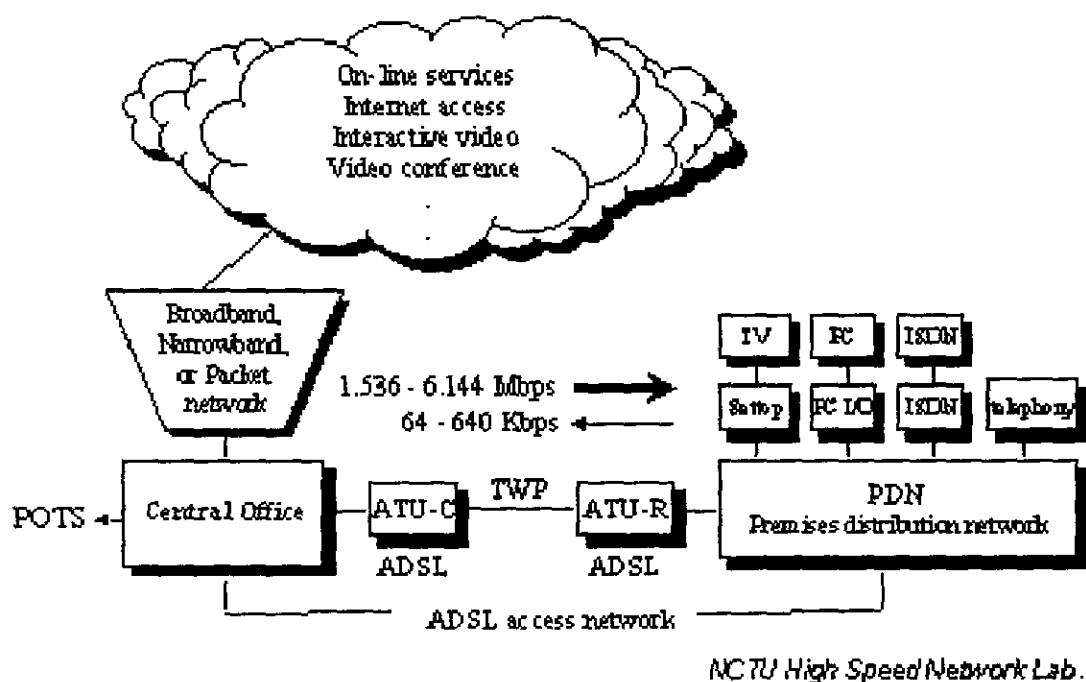 On-line services
Internet access
Interactive video
Video conference
Broadband,
Narrowband,
or Packet
network
1.536 - 6.144 Mbps
64 - 640 Kbps
TV
PC
ISDN
Settop
PC I/O
ISDN
telephony
POTS
Central Office
ATU-C
TWP
ATU-R
PDN
Premises distribution network
ADSL
ADSL
ADSL access network
NCTU High Speed Network Lab.